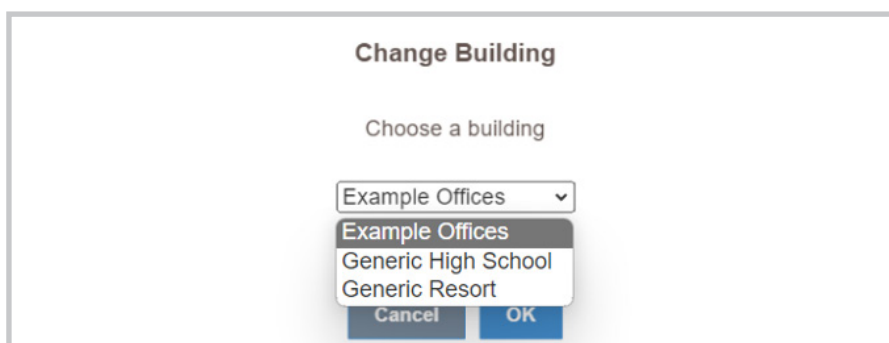 Change Building
Choose a building
Example Offices
Example Offices
Generic High School
Generic Resort
Cancel OK